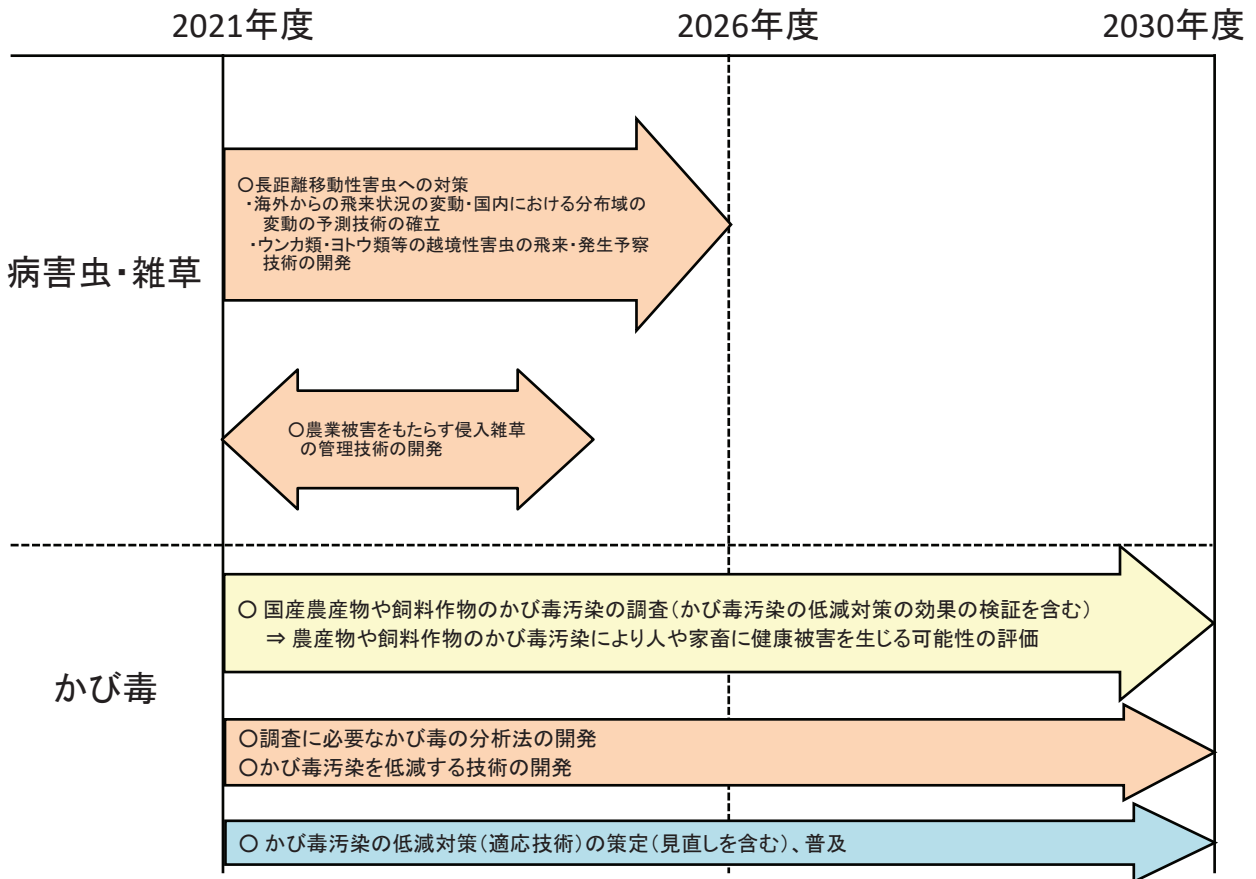 2021年度
2026年度
2030年度
病害虫・雑草
○長距離移動性害虫への対策
・海外からの飛来状況の変動・国内における分布域の
変動の予測技術の確立
・ウンカ類・ヨトウ類等の越境性害虫の飛来・発生予察
技術の開発
○農業被害をもたらす侵入雑草
の管理技術の開発
かび毒
○ 国産農産物や飼料作物のかび毒汚染の調査(かび毒汚染の低減対策の効果の検証を含む)
⇒ 農産物や飼料作物のかび毒汚染により人や家畜に健康被害を生じる可能性の評価
○調査に必要なかび毒の分析法の開発
○かび毒汚染を低減する技術の開発
○ かび毒汚染の低減対策(適応技術)の策定(見直しを含む)、普及